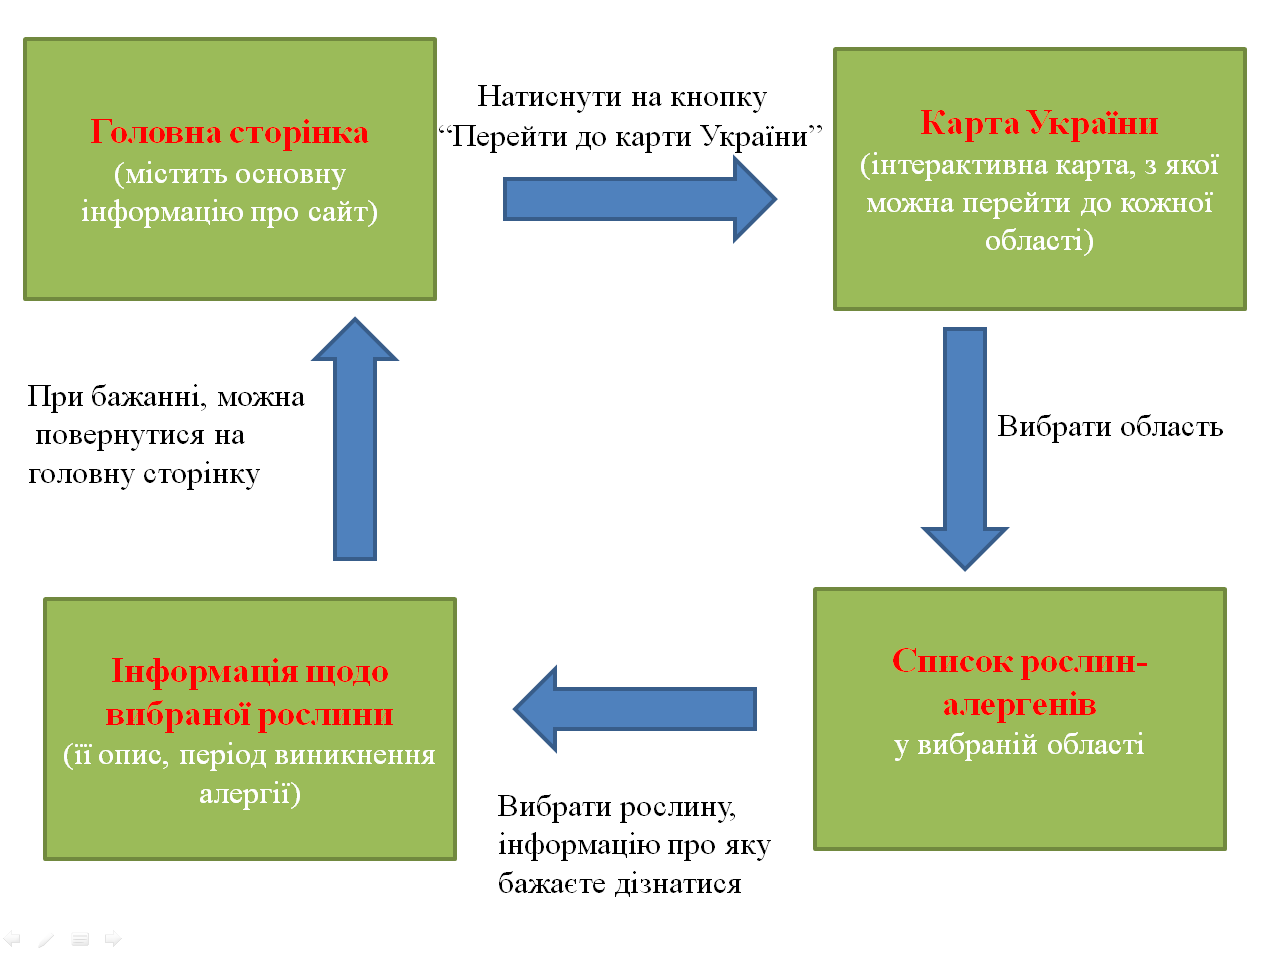 Головна сторінка
(містить основну
інформацію про сайт)
Натиснути на кнопку
“Перейти до карти України”
Карта України
(інтерактивна карта, з якої
можна перейти до кожної
області)
При бажанні, можна
повернутися на
головну сторінку
Вибрати область
Інформація щодо
вибраної рослини
(її опис, період виникнення
алергії)
Список рослин-
алергенів
у вибраній області
Вибрати рослину,
інформацію про яку
бажаєте дізнатися